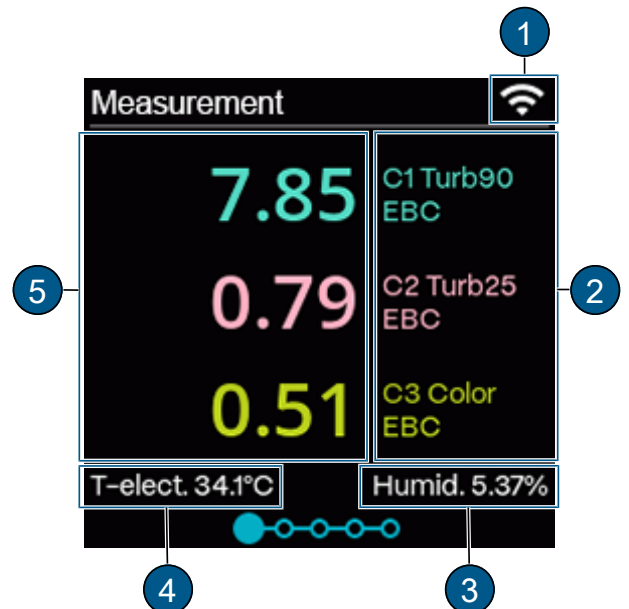 1
Measurement
7.85
C1 Turb90
EBC
5
0.79
C2 Turb25
EBC
2
0.51
C3 Color
EBC
T-elect. 34.1°C
Humid. 5.37%
4
3